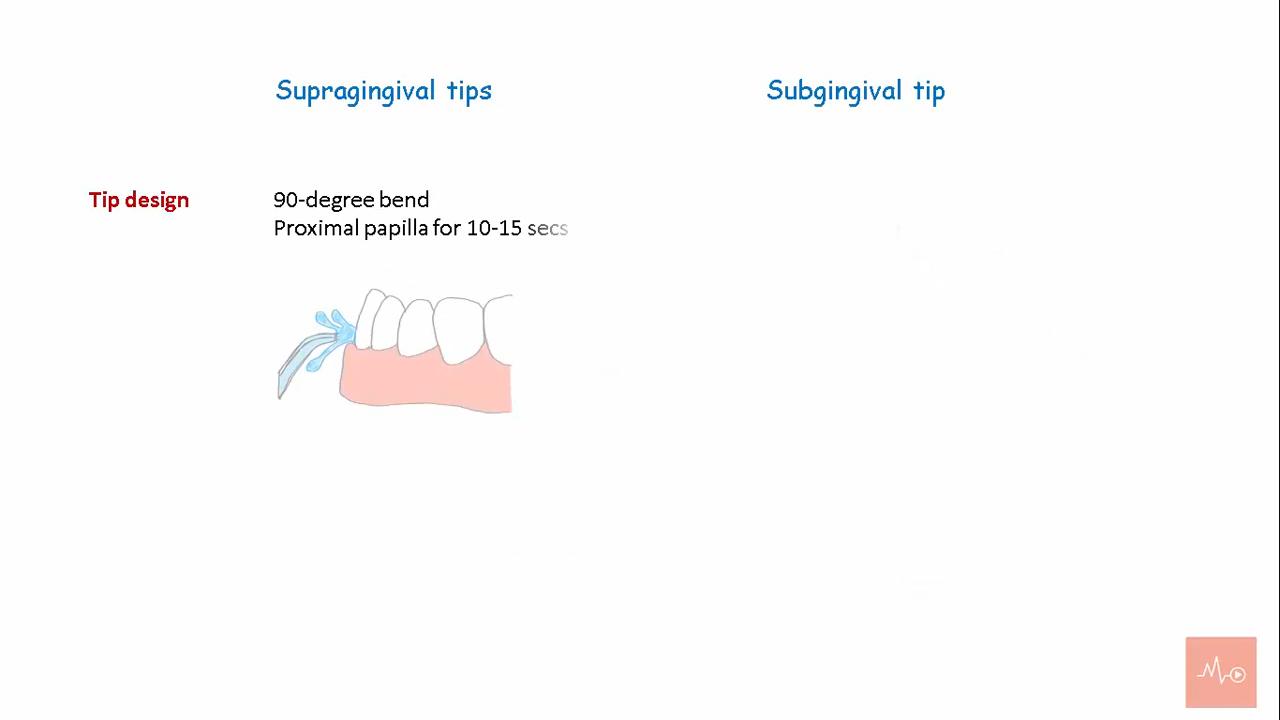 Supragingival tips
Subgingival tip
Tip design
90-degree bend
Proximal papilla for 10-15 secs